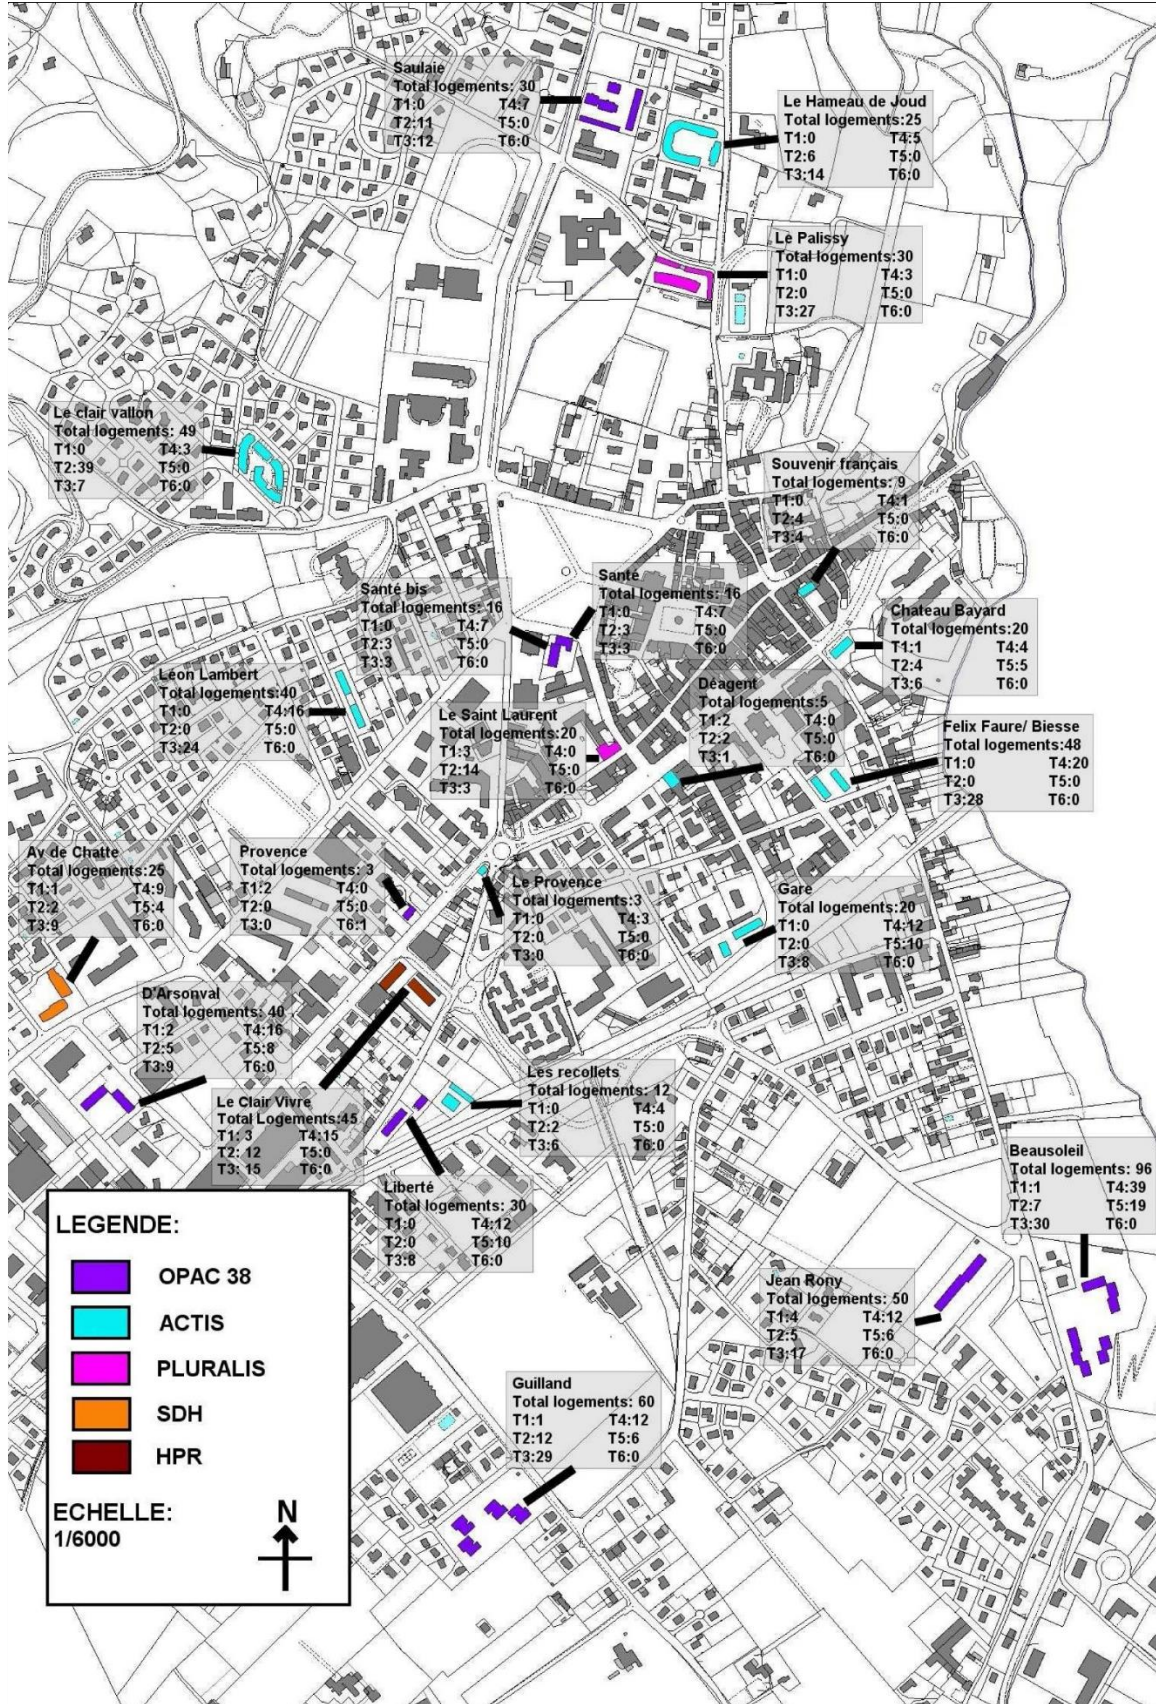 Saulaie
Total logements: 30
T1:0 T4:7
T2:11 T5:0
T3:12 T6:0
Le Hameau de Joud
Total logements:25
T1:0 T4:5
T2:6 T5:0
T3:14 T6:0
Le Palissy
Total logements:30
T1:0 T4:3
T2:0 T5:0
T3:27 T6:0
Le clair vallon
Total logements: 49
T1:0 T4:3
T2:39 T5:0
T3:7 T6:0
Souvenir français
Total logements: 9
T1:0 T4:1
T2:4 T5:0
T3:4 T6:0
Santé bis
Total logements: 16
T1:0 T4:7
T2:3 T5:0
T3:3 T6:0
Sante
Total logements: 16
T1:0 T4:7
T2:3 T5:0
T3:3 T6:0
Chateau Bayard
Total logements:20
T1:1 T4:4
T2:4 T5:5
T3:6 T6:0
Léon Lambert
Total logements:40
T1:0 T4:16
T2:0 T5:0
T3:24 T6:0
Le Saint Laurent
Total logements:20
T1:3 T4:0
T2:14 T5:0
T3:3 T6:0
Déagent
Total logements:5
T1:2 T4:0
T2:2 T5:0
T3:1 T6:0
Felix Faure/ Biesse
Total logements:48
T1:0 T4:20
T2:0 T5:0
T3:28 T6:0
Av de Chatte
Total logements:25
T1:1 T4:9
T2:2 T5:4
T3:9 T6:0
Provence
Total logements: 3
T1:2 T4:0
T2:0 T5:0
T3:0 T6:1
Le Provence
Total logements:3
T1:0 T4:3
T2:0 T5:0
T3:0 T6:0
Gare
Total logements:20
T1:0 T4:12
T2:0 T5:10
T3:8 T6:0
D'Arsonval
Total logements: 40
T1:2 T4:16
T2:5 T5:8
T3:9 T6:0
Le Clair Vivre
Total Logements:45
T1: 3 T4:15
T2: 12 T5:0
T3: 15 T6:0
Les recollets
Total logements: 12
T1:0 T4:4
T2:2 T5:0
T3:6 T6:0
Liberté
Total logements: 30
T1:0 T4:12
T2:0 T5:10
T3:8 T6:0
Beausoleil
Total logements: 96
T1:1 T4:39
T2:7 T5:19
T3:30 T6:0
Jean Rony
Total logements: 50
T1:4 T4:12
T2:5 T5:6
T3:17 T6:0
Guilland
Total logements: 60
T1:1 T4:12
T2:12 T5:6
T3:29 T6:0
LEGENDE:
OPAC 38
ACTIS
PLURALIS
SDH
HPR
ECHELLE:
1/6000
N